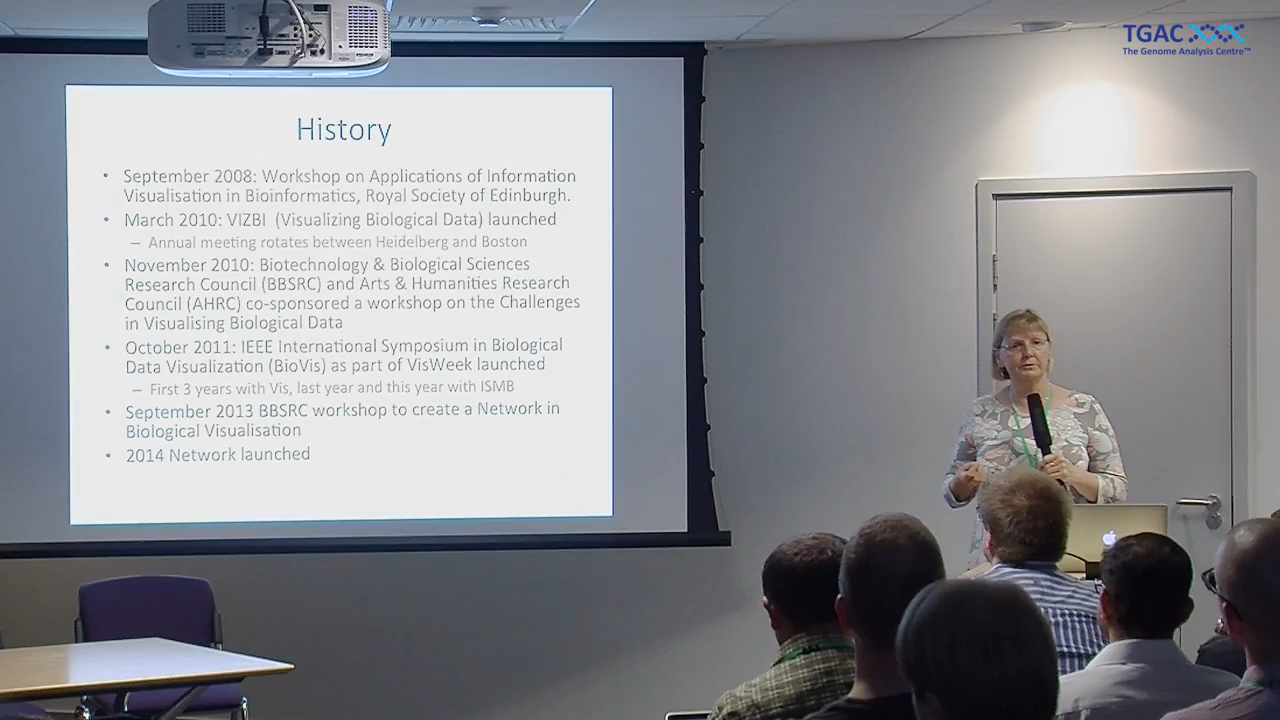 TGAC
The Genome Analysis Centre™
History
• September 2008: Workshop on Applications of Information
Visualisation in Bioinformatics, Royal Society of Edinburgh.
• March 2010: VIZBI (Visualizing Biological Data) launched
– Annual meeting rotates between Heidelberg and Boston
• November 2010: Biotechnology & Biological Sciences
Research Council (BBSRC) and Arts & Humanities Research
Council (AHRC) co-sponsored a workshop on the Challenges
in Visualising Biological Data
• October 2011: IEEE International Symposium in Biological
Data Visualization (BioVis) as part of VisWeek launched
– First 3 years with Vis, last year and this year with ISMB
• September 2013 BBSRC workshop to create a Network in
Biological Visualisation
• 2014 Network launched